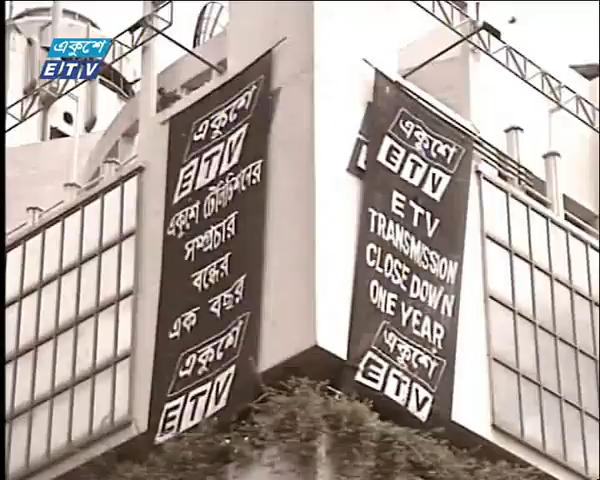 একুশে
ETV
একুশে
ETV
একুশে টেলিভিশনের
সম্প্রচার
বন্ধের
এক বছর
একুশে
ETV
একুশে
ETV
ETV
TRANSMISSION
CLOSE DOWN
ONE YEAR
একুশে
ETV